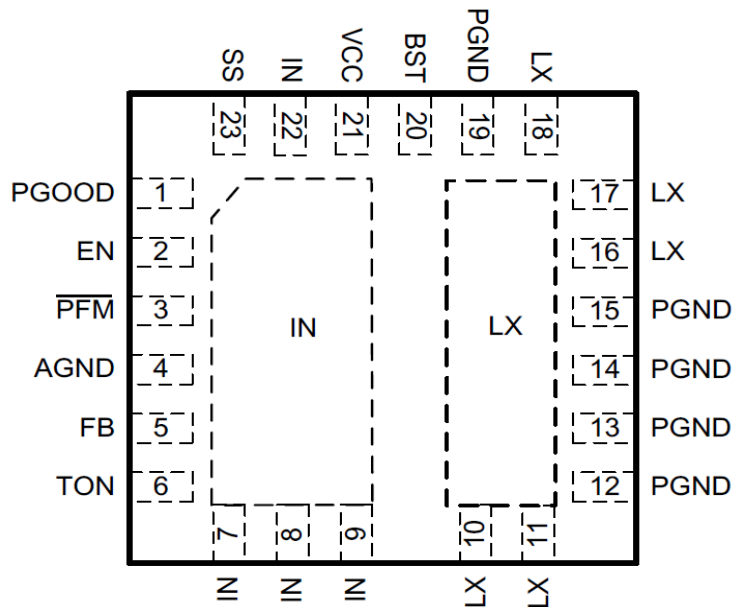 SS IN VCC BST PGND LX
23 22 21 20 19 18
PGOOD 1 17 LX
EN 2 16 LX
PFM 3 15 PGND
IN LX
AGND 4 14 PGND
FB 5 13 PGND
TON 6 12 PGND
7 8 9 10 11
IN IN IN LX LX